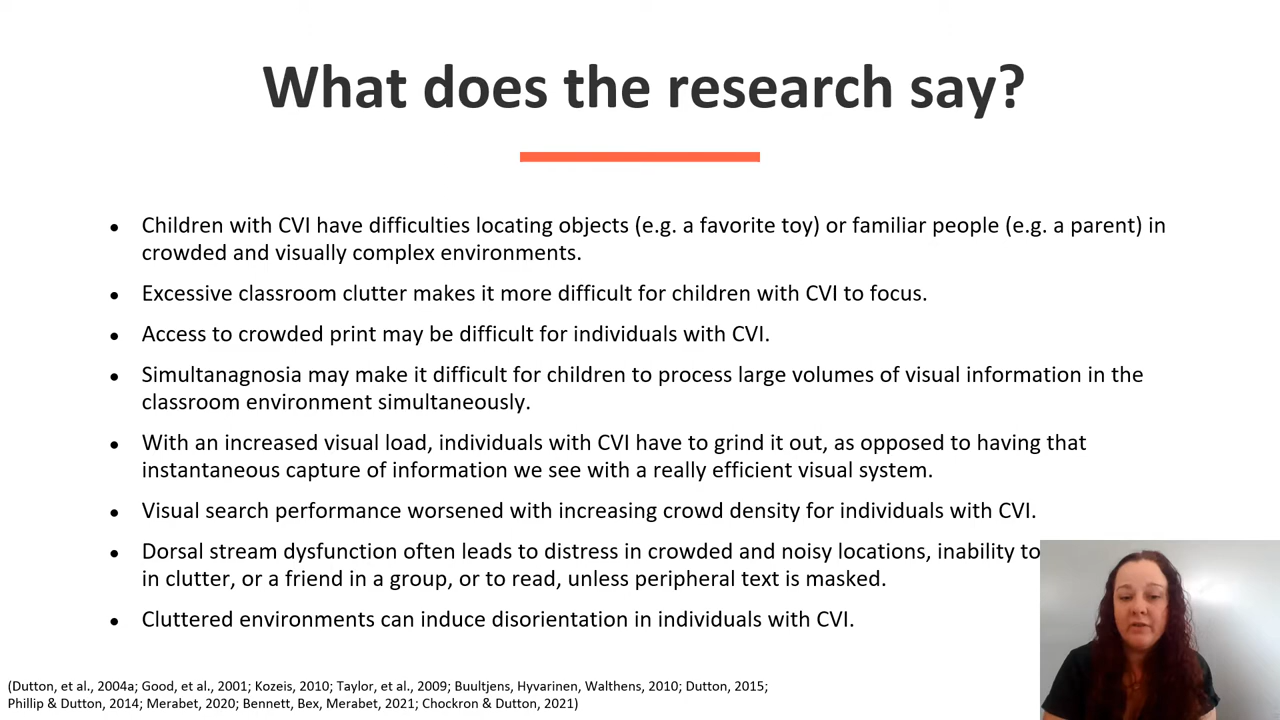 What does the research say?
• Children with CVI have difficulties locating objects (e.g. a favorite toy) or familiar people (e.g. a parent) in
crowded and visually complex environments.
• Excessive classroom clutter makes it more difficult for children with CVI to focus.
• Access to crowded print may be difficult for individuals with CVI.
• Simultanagnosia may make it difficult for children to process large volumes of visual information in the
classroom environment simultaneously.
• With an increased visual load, individuals with CVI have to grind it out, as opposed to having that
instantaneous capture of information we see with a really efficient visual system.
• Visual search performance worsened with increasing crowd density for individuals with CVI.
• Dorsal stream dysfunction often leads to distress in crowded and noisy locations, inability to
in clutter, or a friend in a group, or to read, unless peripheral text is masked.
• Cluttered environments can induce disorientation in individuals with CVI.
(Dutton, et al., 2004a; Good, et al., 2001; Kozeis, 2010; Taylor, et al., 2009; Buultjens, Hyvarinen, Walthens, 2010; Dutton, 2015;
Phillip & Dutton, 2014; Merabet, 2020; Bennett, Bex, Merabet, 2021; Chockron & Dutton, 2021)